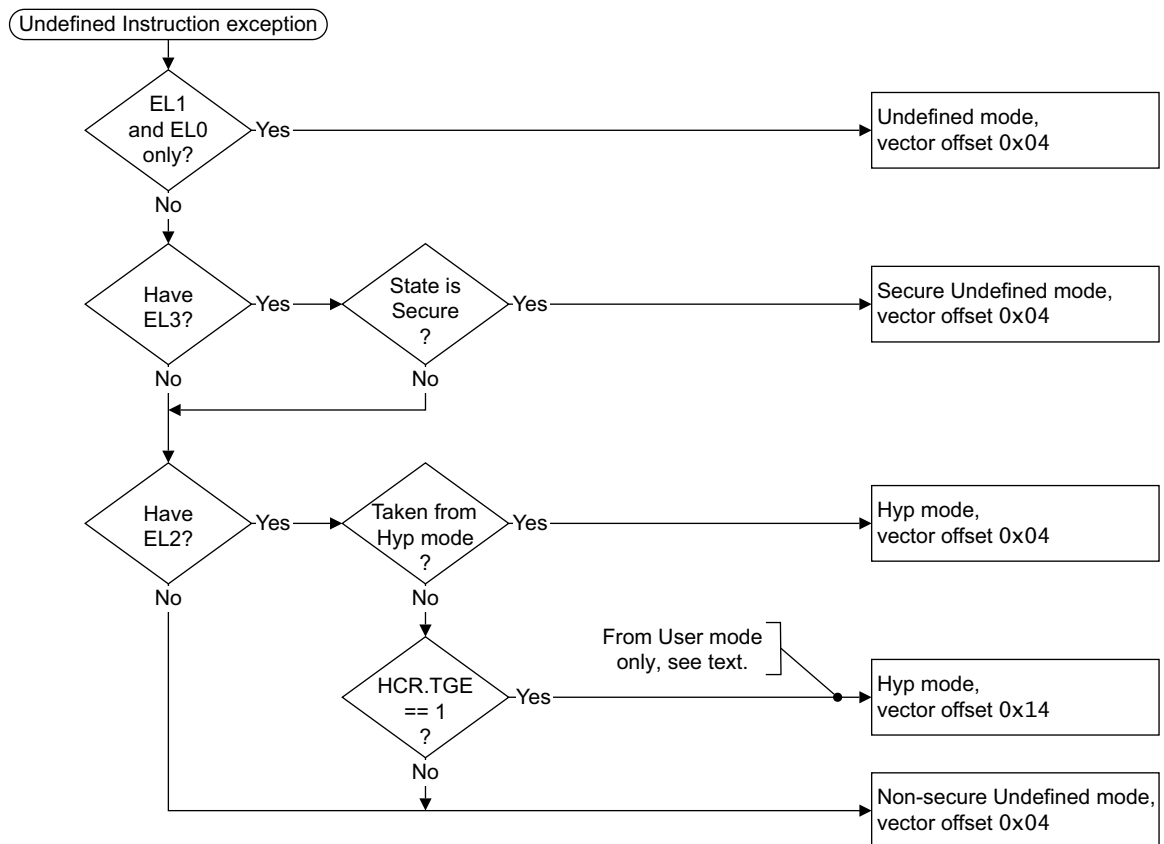 Undefined Instruction exception
EL1
and EL0
only?
Yes
Undefined mode,
vector offset 0x04
No
Have
EL3?
Yes
State is
Secure
?
Yes
Secure Undefined mode,
vector offset 0x04
No
No
Have
EL2?
Yes
Taken from
Hyp mode
?
Yes
Hyp mode,
vector offset 0x04
No
No
From User mode
only, see text.
HCR.TGE
== 1
?
Yes
Hyp mode,
vector offset 0x14
No
Non-secure Undefined mode,
vector offset 0x04